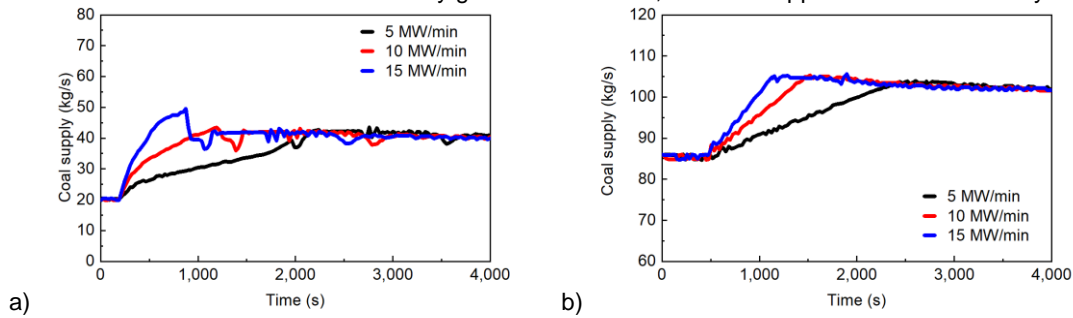 80
70
60
50
40
30
20
10
0
Coal supply (kg/s)
5 MW/min
10 MW/min
15 MW/min
0 1,000 2,000 3,000 4,000
Time (s)
a)
120
110
100
90
80
70
60
Coal supply (kg/s)
5 MW/min
10 MW/min
15 MW/min
0 1,000 2,000 3,000 4,000
Time (s)
b)